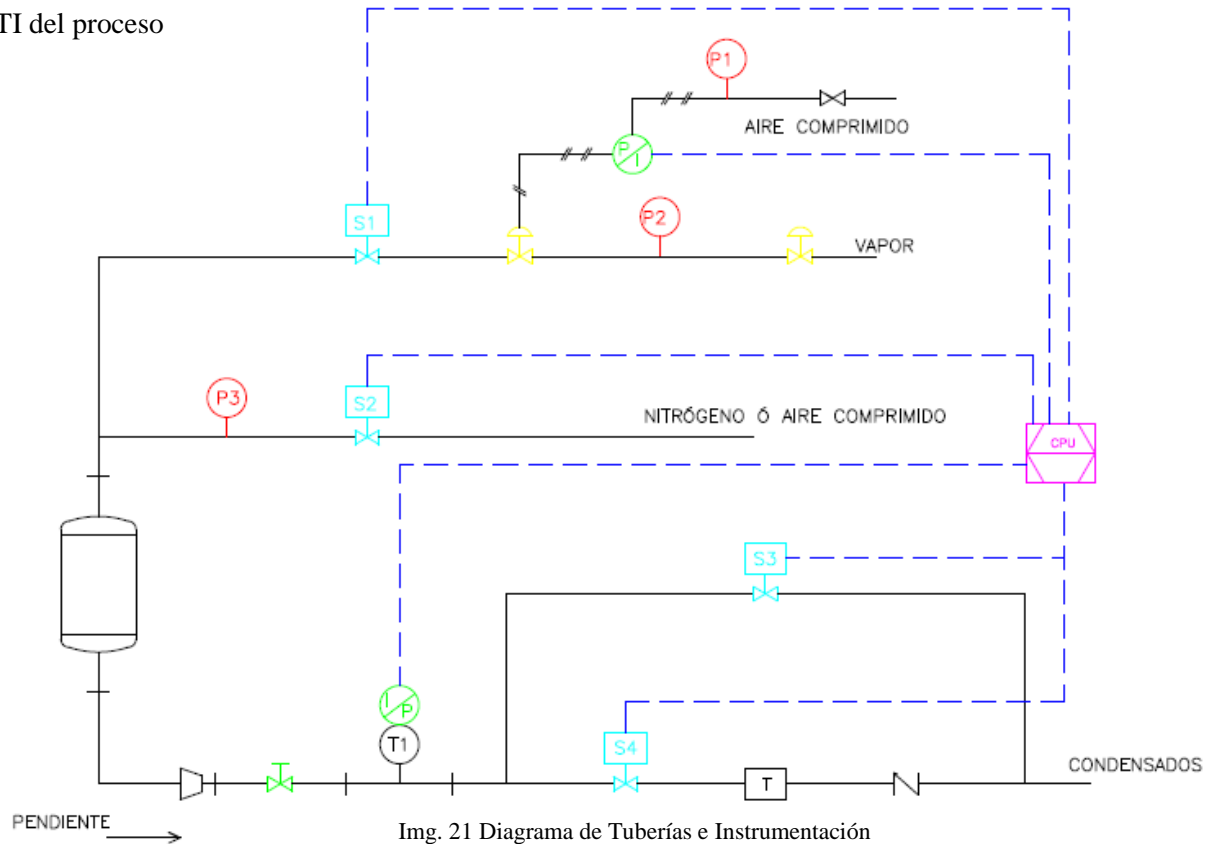 TI del proceso
P1
AIRE COMPRIMIDO
P/I
S1
P2
VAPOR
P3
S2
NITRÓGENO Ó AIRE COMPRIMIDO
CPU
S3
I/P
T1
S4
T
CONDENSADOS
PENDIENTE
Img. 21 Diagrama de Tuberías e Instrumentación